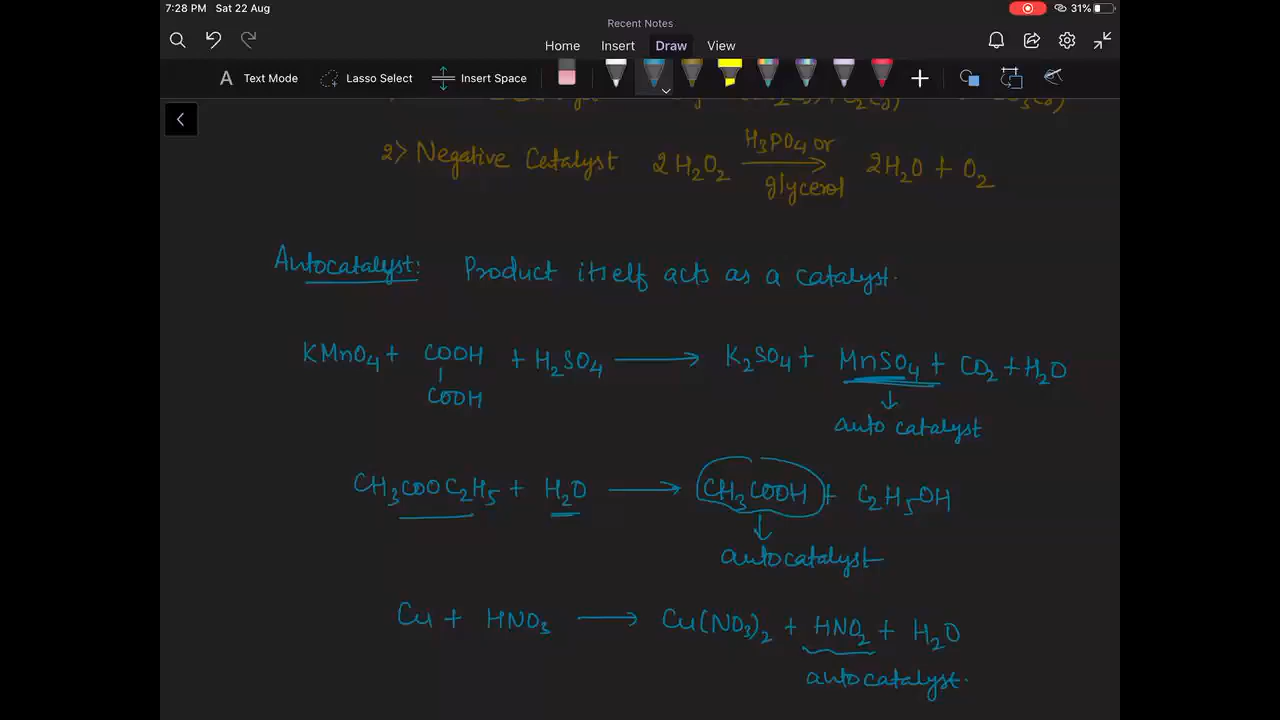 7:28 PM Sat 22 Aug 31%
Recent Notes
Home Insert Draw View
Text Mode Lasso Select Insert Space
2> Negative Catalyst 2H₂O₂ H₃PO₄ or glycerol → 2H₂O + O₂
Autocatalyst: Product itself acts as a catalyst.
KMnO₄ + COOH + H₂SO₄ → K₂SO₄ + MnSO₄ + CO₂ + H₂O
COOH
↓
auto catalyst
CH₃COOC₂H₅ + H₂O → CH₃COOH + C₂H₅OH
↓
autocatalyst
Cu + HNO₃ → Cu(NO₃)₂ + HNO₂ + H₂O
autocatalyst.